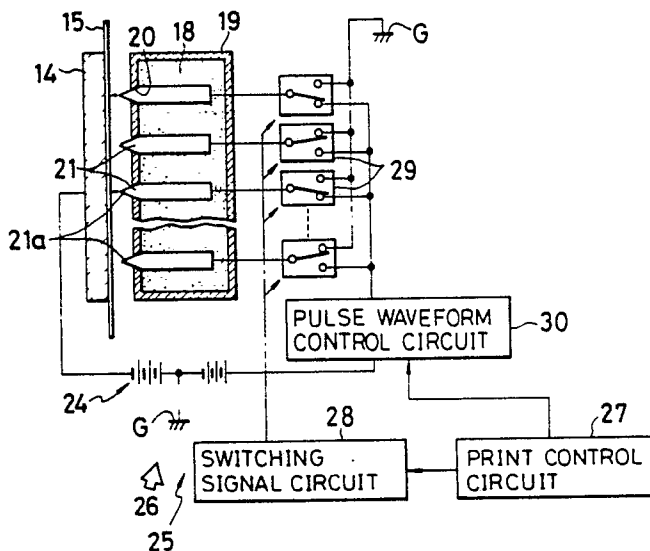 15
20
18
19
G
14
21
29
21a
PULSE WAVEFORM
CONTROL CIRCUIT
30
24
G
28
27
SWITCHING
SIGNAL CIRCUIT
PRINT CONTROL
CIRCUIT
26
25